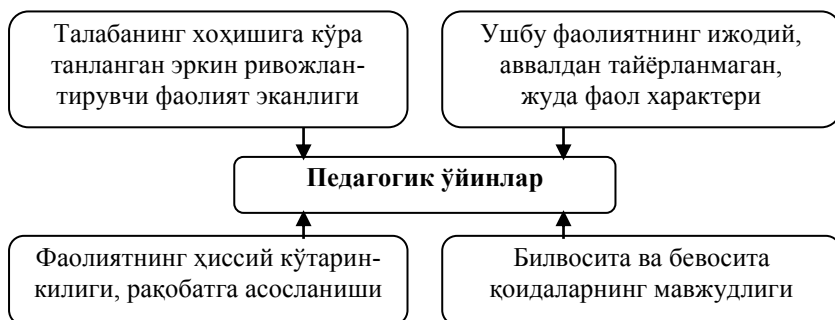 Талабанинг хоҳишига кўра
танланган эркин ривожлан-
тирувчи фаолият эканлиги
Ушбу фаолиятнинг ижодий,
аввалдан тайёрланмаган,
жуда фаол характери
Педагогик ўйинлар
Фаолиятнинг ҳиссий кўтарин-
килиги, рақобатга асосланиши
Билвосита ва бевосита
қоидаларнинг мавжудлиги